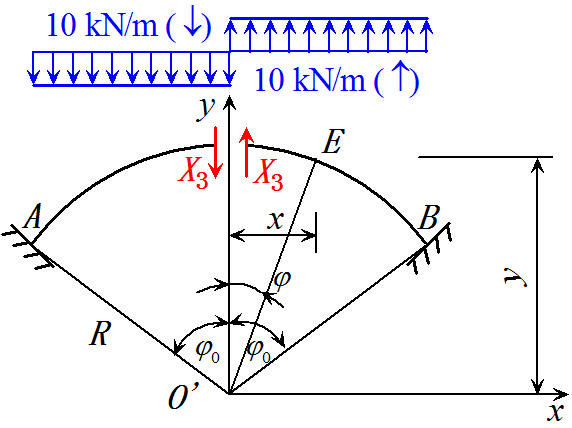 10 kN/m (↓)
10 kN/m (↑)
y
E
X₃ X₃
A x B
φ y
R φ₀ φ₀
O' x